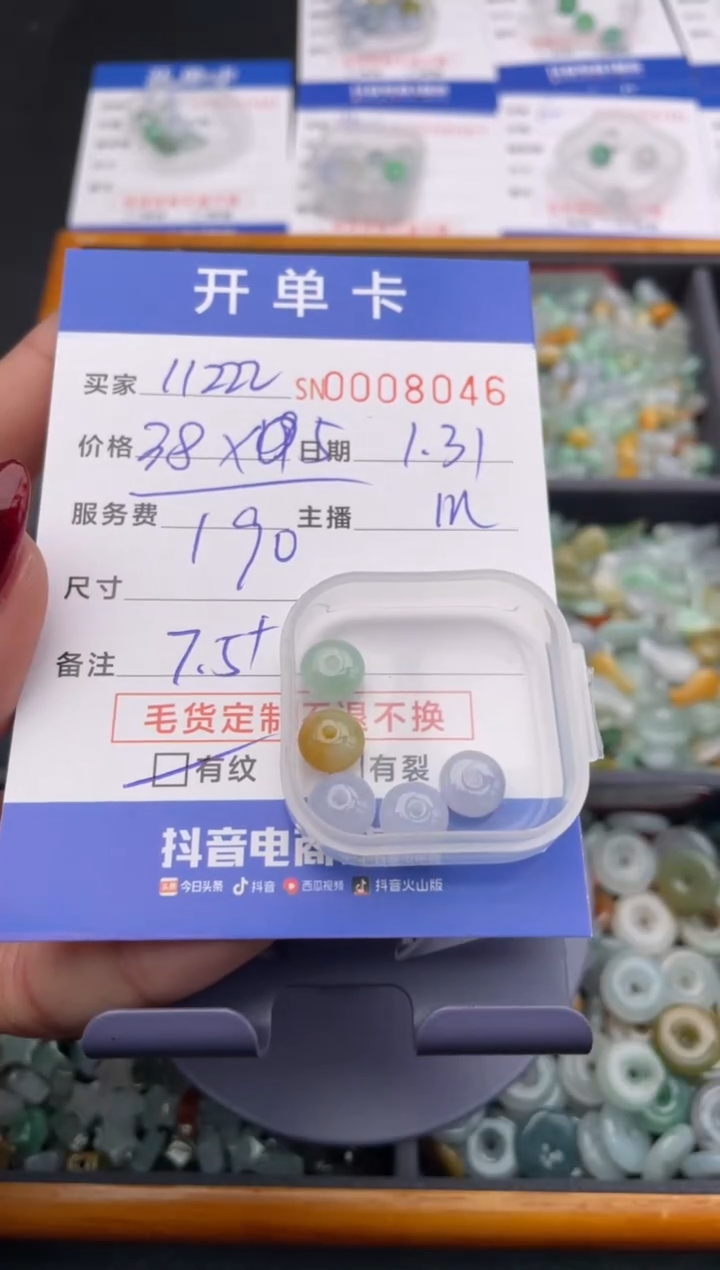 开单卡
买家 11222 SN0008046
价格 38 X 5 日期 1.31
服务费 190 主播
尺寸
备注 7.5+
毛货定制不退不换
有纹 有裂
抖音电商
头条 今日头条 抖音 西瓜视频 抖音火山版